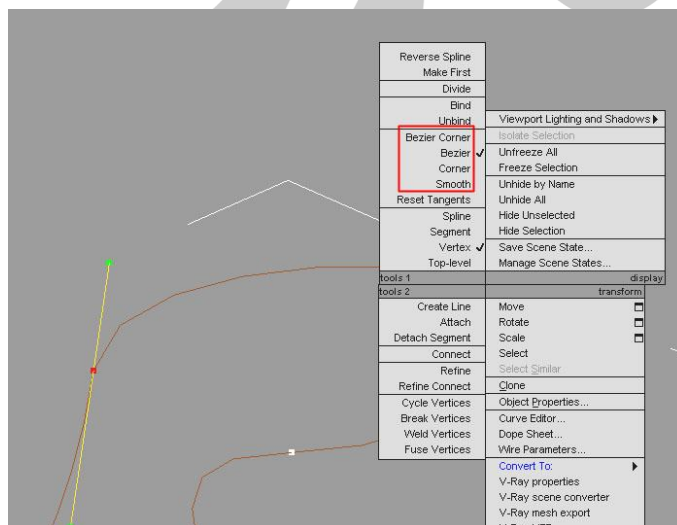 Reverse Spline
Make First
Divide
Bind
Unbind
Bezier Corner
Bezier
Corner
Smooth
Reset Tangents
Spline
Segment
Vertex
Top-level
tools 1
Viewport Lighting and Shadows
Isolate Selection
Unfreeze All
Freeze Selection
Unhide by Name
Unhide All
Hide Unselected
Hide Selection
Save Scene State...
Manage Scene States...
display
tools 2
Create Line
Attach
Detach Segment
Connect
Refine
Refine Connect
Cycle Vertices
Break Vertices
Weld Vertices
Fuse Vertices
transform
Move
Rotate
Scale
Select
Select Similar
Clone
Object Properties...
Curve Editor...
Dope Sheet...
Wire Parameters...
Convert To:
V-Ray properties
V-Ray scene converter
V-Ray mesh export